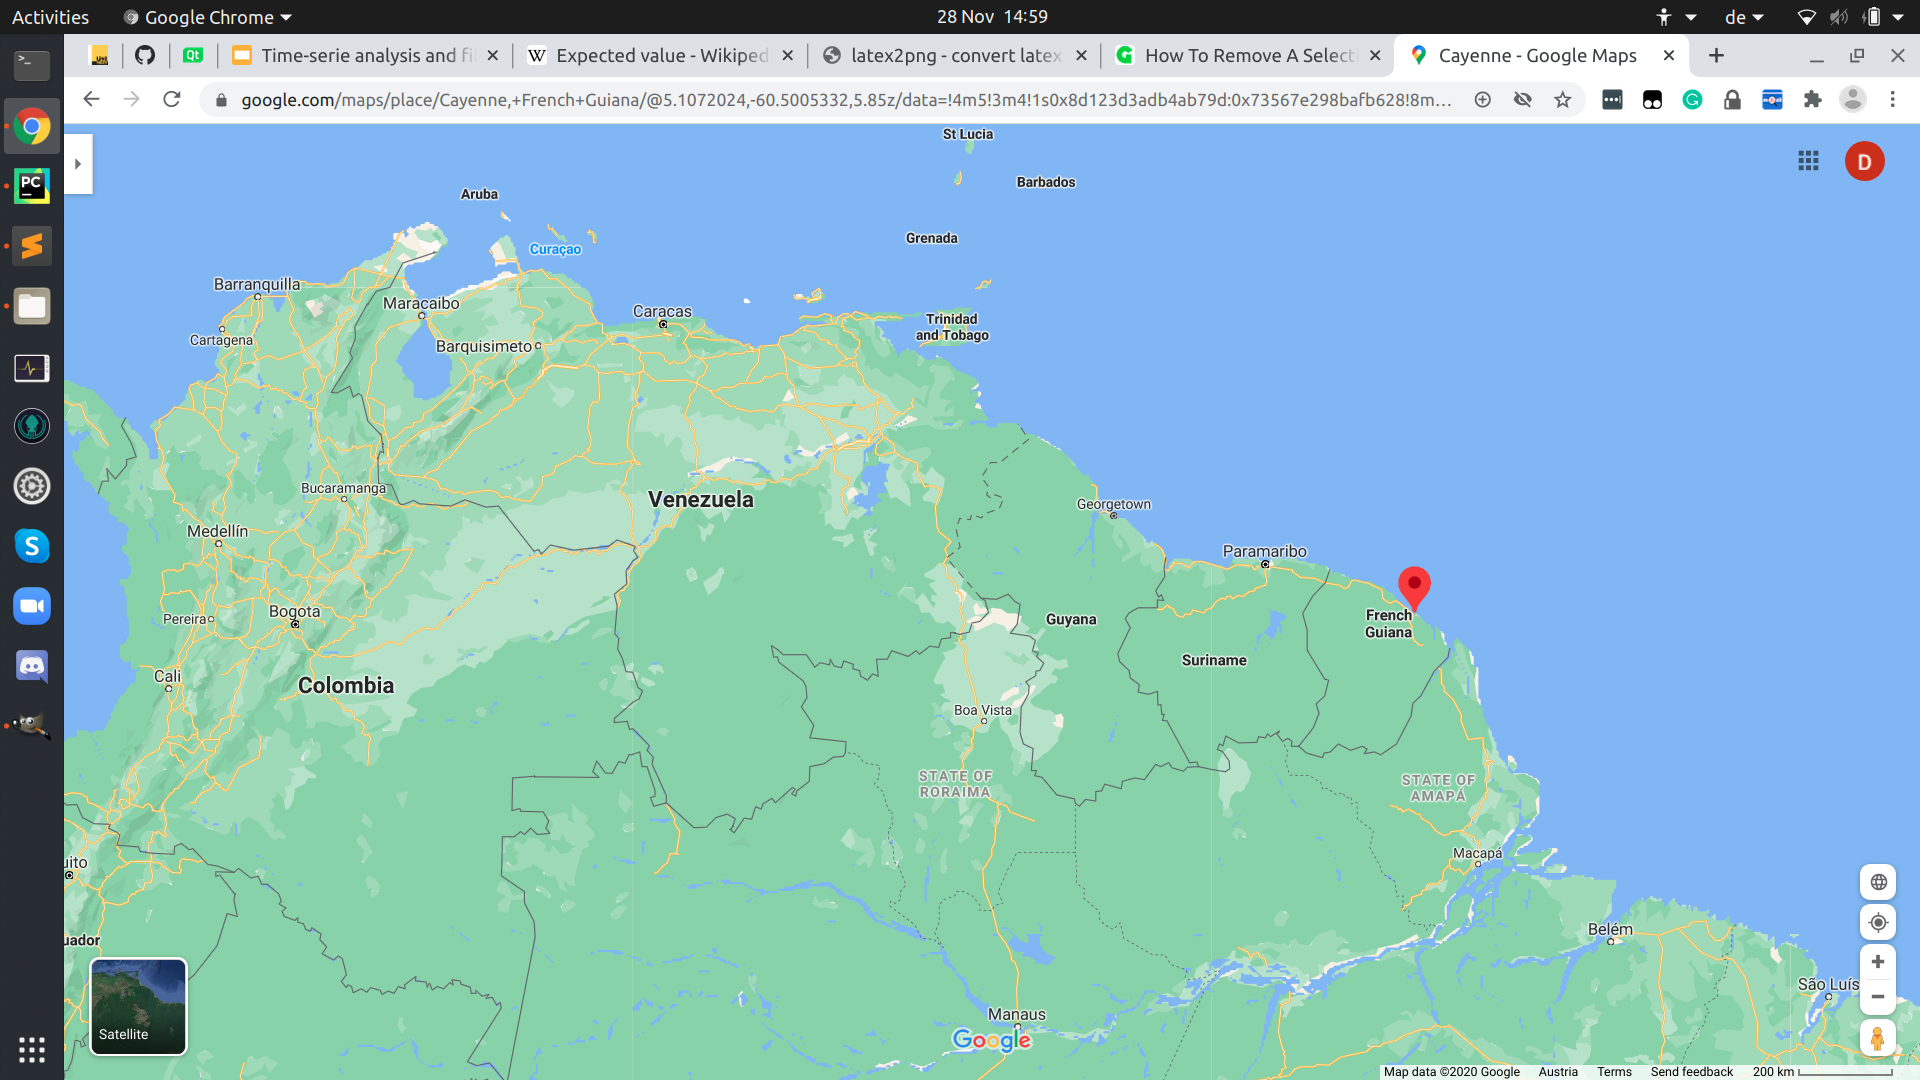 Activities
Google Chrome
28 Nov 14:59
de
Time-serie analysis and fi
Expected value - Wikiped
latex2png - convert latex
How To Remove A Selecti
Cayenne - Google Maps
google.com/maps/place/Cayenne,+French+Guiana/@5.1072024,-60.5005332,5.85z/data=!4m5!3m4!1s0x8d123d3adb4ab79d:0x73567e298bafb628!8m...
PC
S
D
St Lucia
Barbados
Aruba
Grenada
Curaçao
Barranquilla
Maracaibo
Caracas
Trinidad
and Tobago
Cartagena
Barquisimeto
Bucaramanga
Venezuela
Georgetown
Medellín
Paramaribo
Bogota
Pereira
Guyana
French
Guiana
Suriname
Cali
Colombia
Boa Vista
STATE OF
RORAIMA
STATE OF
AMAPÁ
Macapá
uito
Belém
uador
São Luís
Satellite
Manaus
Google
Map data ©2020 Google
Austria
Terms
Send feedback
200 km